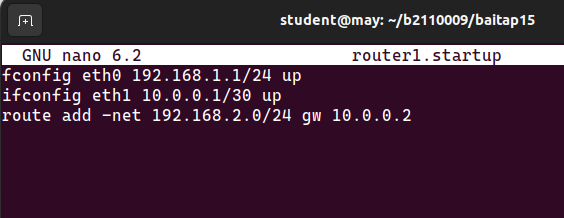 student@may: ~/b2110009/baitap15
GNU nano 6.2 router1.startup
fconfig eth0 192.168.1.1/24 up
ifconfig eth1 10.0.0.1/30 up
route add -net 192.168.2.0/24 gw 10.0.0.2